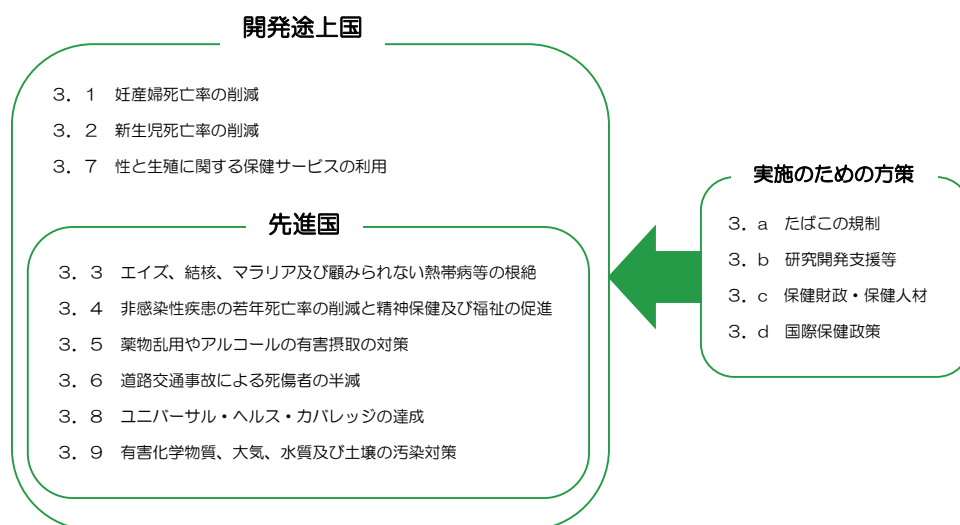 開発途上国
3．1　妊産婦死亡率の削減
3．2　新生児死亡率の削減
3．7　性と生殖に関する保健サービスの利用
先進国
3．3　エイズ、結核、マラリア及び顧みられない熱帯病等の根絶
3．4　非感染性疾患の若年死亡率の削減と精神保健及び福祉の促進
3．5　薬物乱用やアルコールの有害摂取の対策
3．6　道路交通事故による死傷者の半減
3．8　ユニバーサル・ヘルス・カバレッジの達成
3．9　有害化学物質、大気、水質及び土壌の汚染対策
実施のための方策
3．a　たばこの規制
3．b　研究開発支援等
3．c　保健財政・保健人材
3．d　国際保健政策